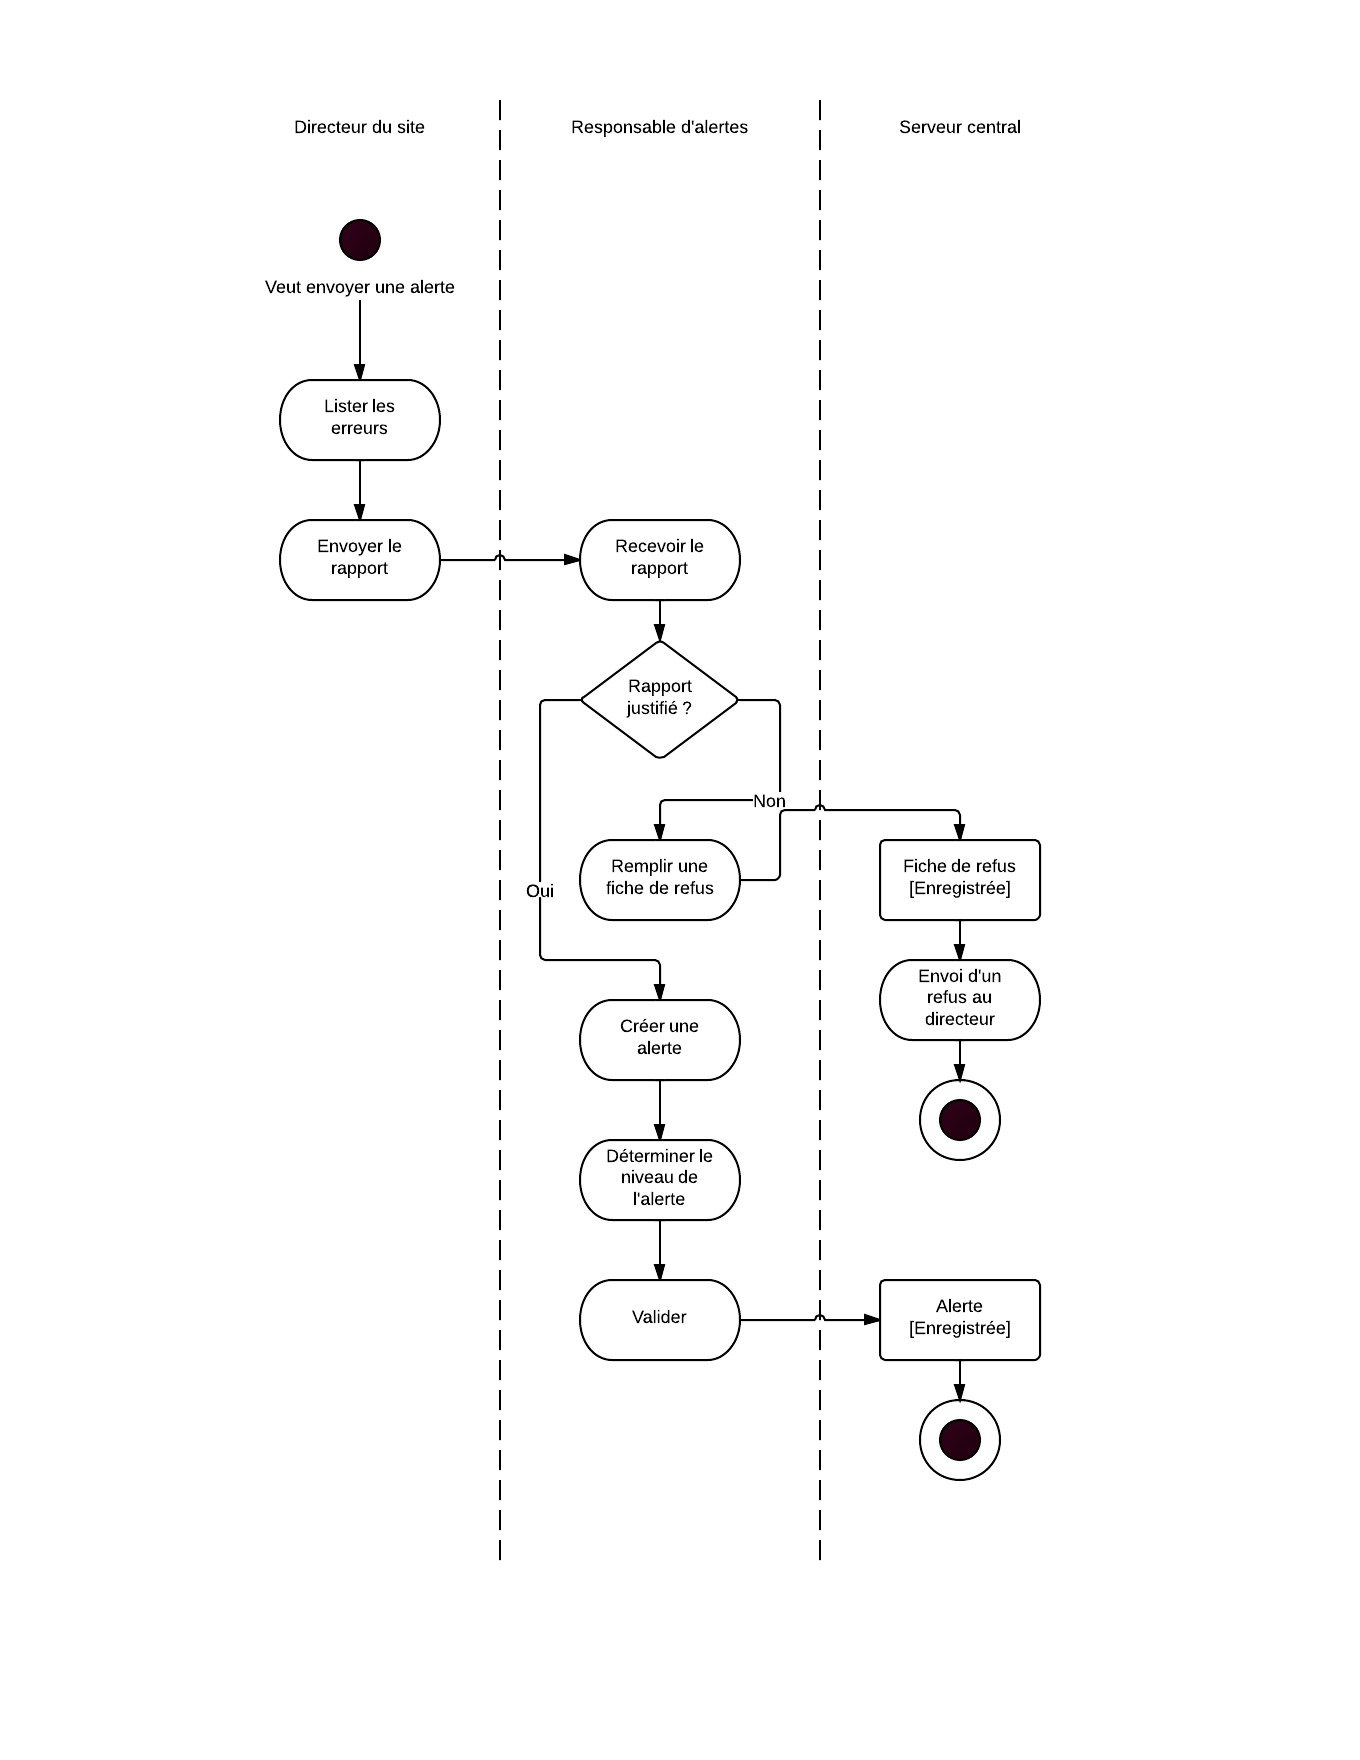 Directeur du site
Responsable d'alertes
Serveur central
Veut envoyer une alerte
Lister les
erreurs
Envoyer le
rapport
Recevoir le
rapport
Rapport
justifié ?
Non
Remplir une
fiche de refus
Fiche de refus
[Enregistrée]
Oui
Envoi d'un
refus au
directeur
Créer une
alerte
Déterminer le
niveau de
l'alerte
Valider
Alerte
[Enregistrée]